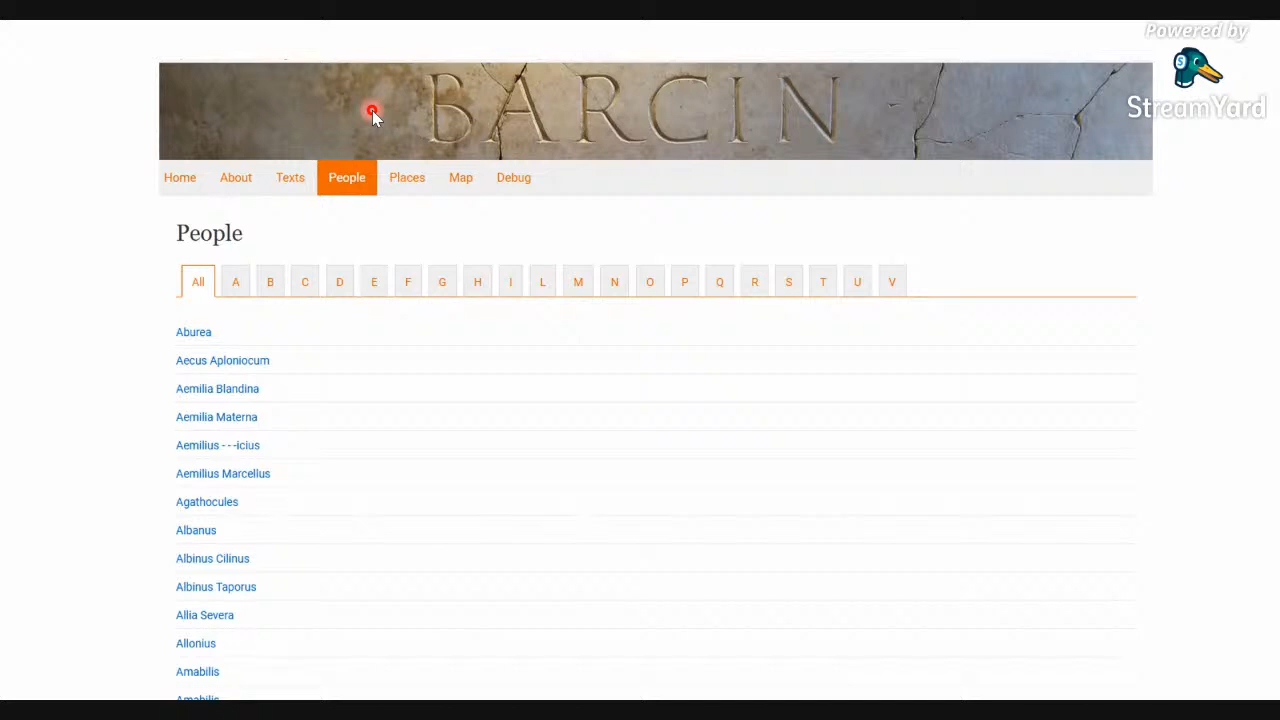 Powered by
StreamYard
BARCIN
Home About Texts People Places Map Debug
People
All A B C D E F G H I L M N O P Q R S T U V
Aburea
Aecus Aploniocum
Aemilia Blandina
Aemilia Materna
Aemilius - - -icius
Aemilius Marcellus
Agathocules
Albanus
Albinus Cilinus
Albinus Taporus
Allia Severa
Allonius
Amabilis
Amabilis